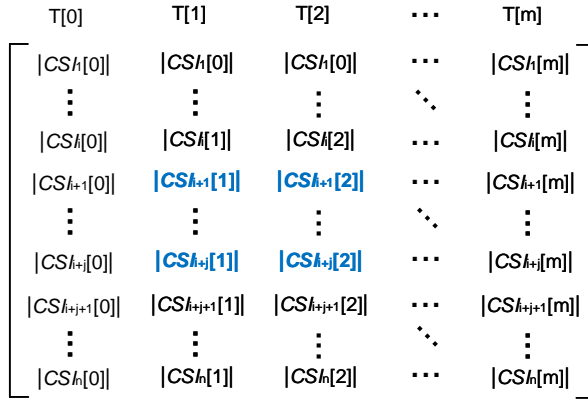 T[0] T[1] T[2] ⋯ T[m]
|CSI₁[0]| |CSI₁[0]| |CSI₁[0]| ⋯ |CSI₁[m]|
⋮ ⋮ ⋮ ⋱ ⋮
|CSIᵢ[0]| |CSIᵢ[1]| |CSIᵢ[2]| ⋯ |CSIᵢ[m]|
|CSIᵢ₊₁[0]| |CSIᵢ₊₁[1]| |CSIᵢ₊₁[2]| ⋯ |CSIᵢ₊₁[m]|
⋮ ⋮ ⋮ ⋱ ⋮
|CSIᵢ₊ⱼ[0]| |CSIᵢ₊ⱼ[1]| |CSIᵢ₊ⱼ[2]| ⋯ |CSIᵢ₊ⱼ[m]|
|CSIᵢ₊ⱼ₊₁[0]| |CSIᵢ₊ⱼ₊₁[1]| |CSIᵢ₊ⱼ₊₁[2]| ⋯ |CSIᵢ₊ⱼ₊₁[m]|
⋮ ⋮ ⋮ ⋱ ⋮
|CSIₙ[0]| |CSIₙ[1]| |CSIₙ[2]| ⋯ |CSIₙ[m]|